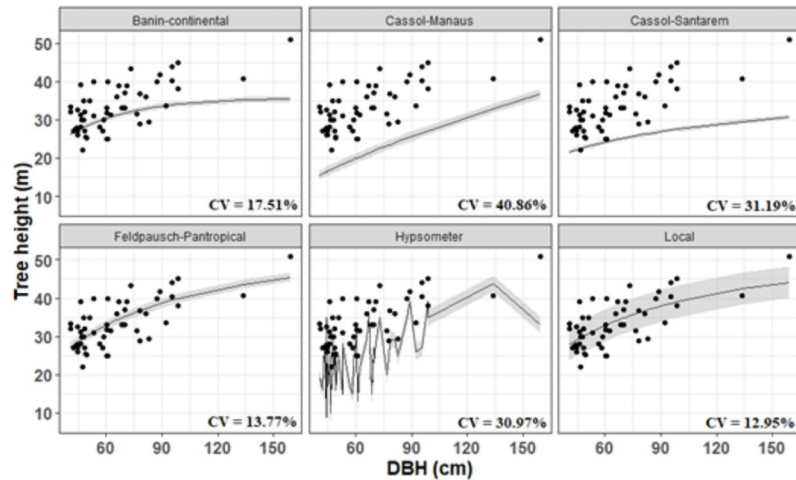 Banin-continental Cassol-Manaus Cassol-Santarem
50
40
30
20
10
CV = 17.51% CV = 40.86% CV = 31.19%
Feldpausch-Pantropical Hypsometer Local
50
40
30
20
10
CV = 13.77% CV = 30.97% CV = 12.95%
60 90 120 150 60 90 120 150 60 90 120 150
Tree height (m)
DBH (cm)